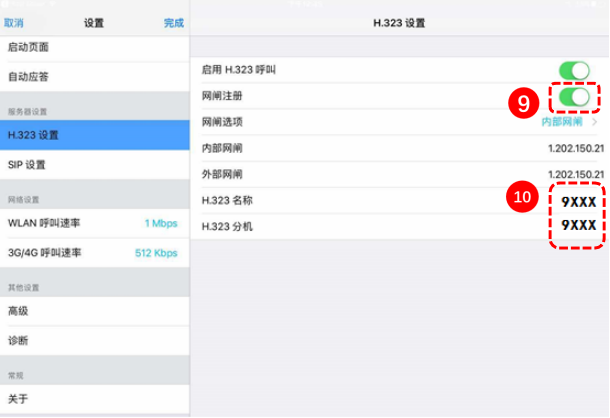 取消 设置 完成
启动页面
自动应答
服务器设置
H.323 设置
SIP 设置
网络设置
WLAN 呼叫速率 1 Mbps
3G/4G 呼叫速率 512 Kbps
其他设置
高级
诊断
常规
关于
H.323 设置
启用 H.323 呼叫
网闸注册
9
网闸选项 内部网闸
内部网闸 1.202.150.21
外部网闸 1.202.150.21
10
H.323 名称 9XXX
H.323 分机 9XXX